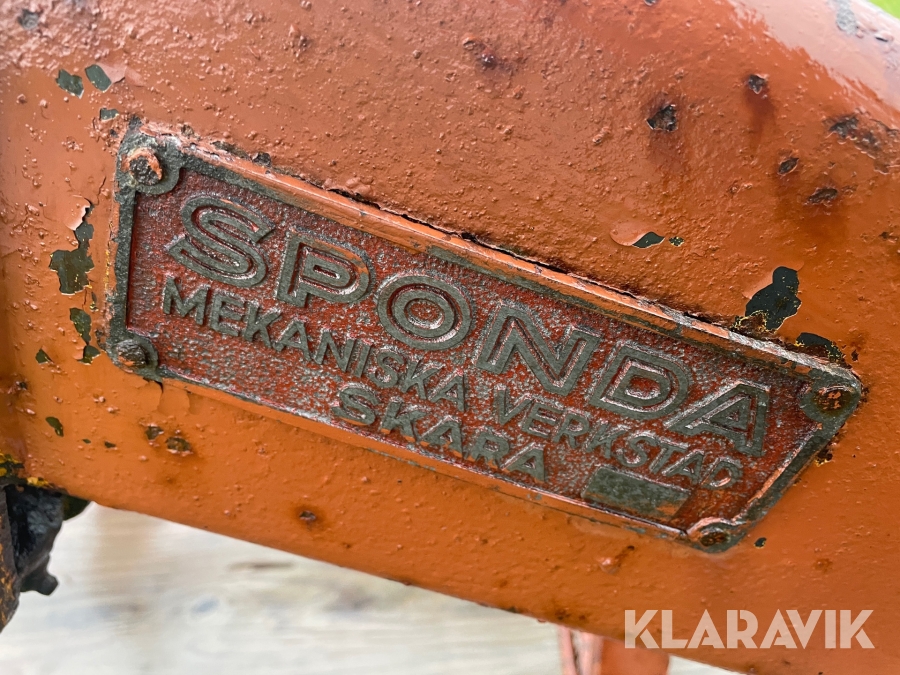 SPONDA
MEKANISKA VERKSTAD
SKARA
KLARAVIK